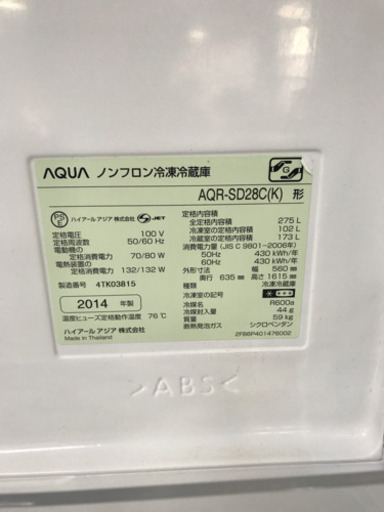 AQUA ノンフロン冷凍冷蔵庫
AQR-SD28C(K) 形
PSE
ハイアール アジア 株式会社 JET
定格電圧 100 V
定格周波数 50/60 Hz
電動機の
定格消費電力 70/80 W
電熱装置の
定格消費電力 132/132 W
製造番号 4TK03815
2014 年製
温度ヒューズ定格動作温度 76℃
ハイアール アジア 株式会社
Made in Thailand
定格内容積
全定格内容積 275 L
冷凍室の定格内容積 102 L
冷蔵室の定格内容積 173 L
消費電力量 (JIS C 9801-2006年)
50Hz 430 kWh/年
60Hz 430 kWh/年
外形寸法 幅 560 mm
奥行 635 mm 高さ 1615 mm
種類 冷凍冷蔵庫
冷凍室の記号
冷媒名 R600a
冷媒封入量 44 g
質量 59 kg
断熱発泡ガス シクロペンタン
2FB6P401476002
G
>ABS<